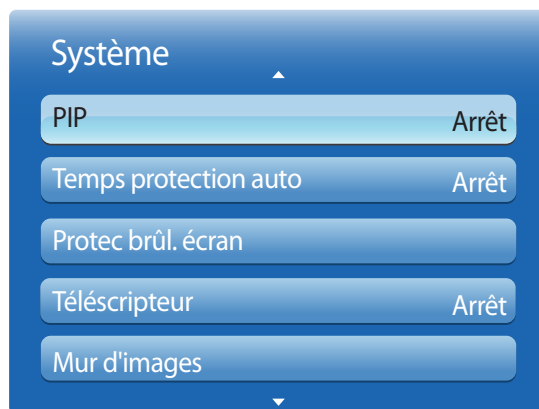 Système
PIP Arrêt
Temps protection auto Arrêt
Protec brûl. écran
Téléscripteur Arrêt
Mur d'images